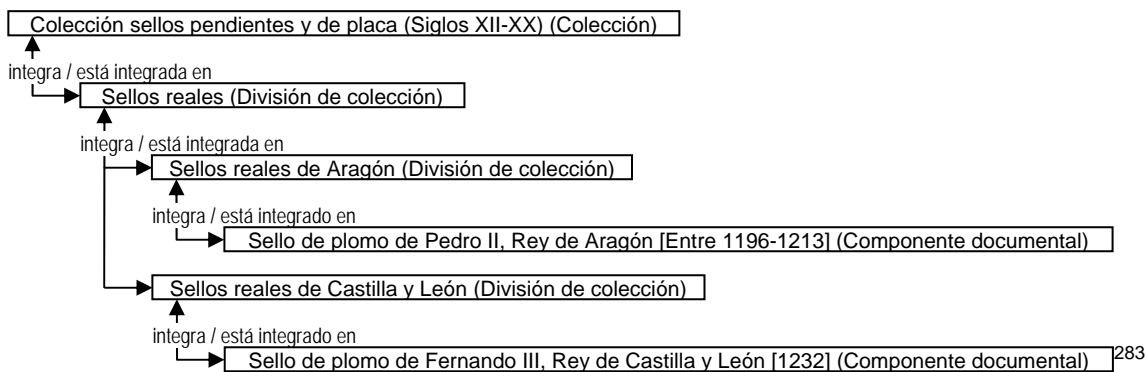 Colección sellos pendientes y de placa (Siglos XII-XX) (Colección)
integra / está integrada en
Sellos reales (División de colección)
integra / está integrada en
Sellos reales de Aragón (División de colección)
integra / está integrado en
Sello de plomo de Pedro II, Rey de Aragón [Entre 1196-1213] (Componente documental)
Sellos reales de Castilla y León (División de colección)
integra / está integrado en
Sello de plomo de Fernando III, Rey de Castilla y León [1232] (Componente documental) 283